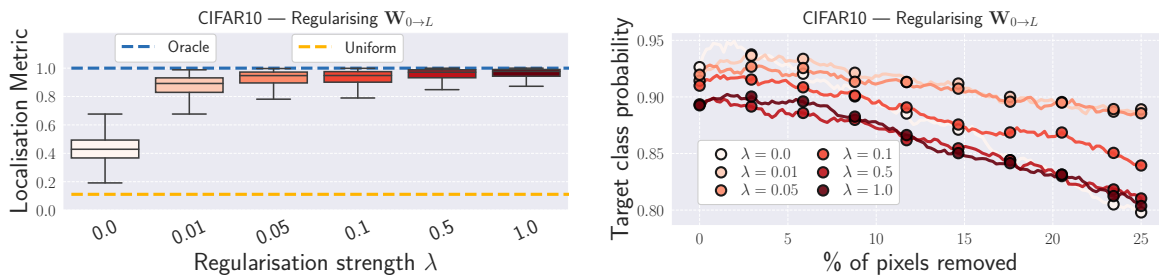 CIFAR10 — Regularising W0→L
Localisation Metric
Oracle
Uniform
1.0
0.8
0.6
0.4
0.2
0.0
0.0 0.01 0.05 0.1 0.5 1.0
Regularisation strength λ
CIFAR10 — Regularising W0→L
Target class probability
0.95
0.90
0.85
0.80
λ = 0.0
λ = 0.01
λ = 0.05
λ = 0.1
λ = 0.5
λ = 1.0
0 5 10 15 20 25
% of pixels removed